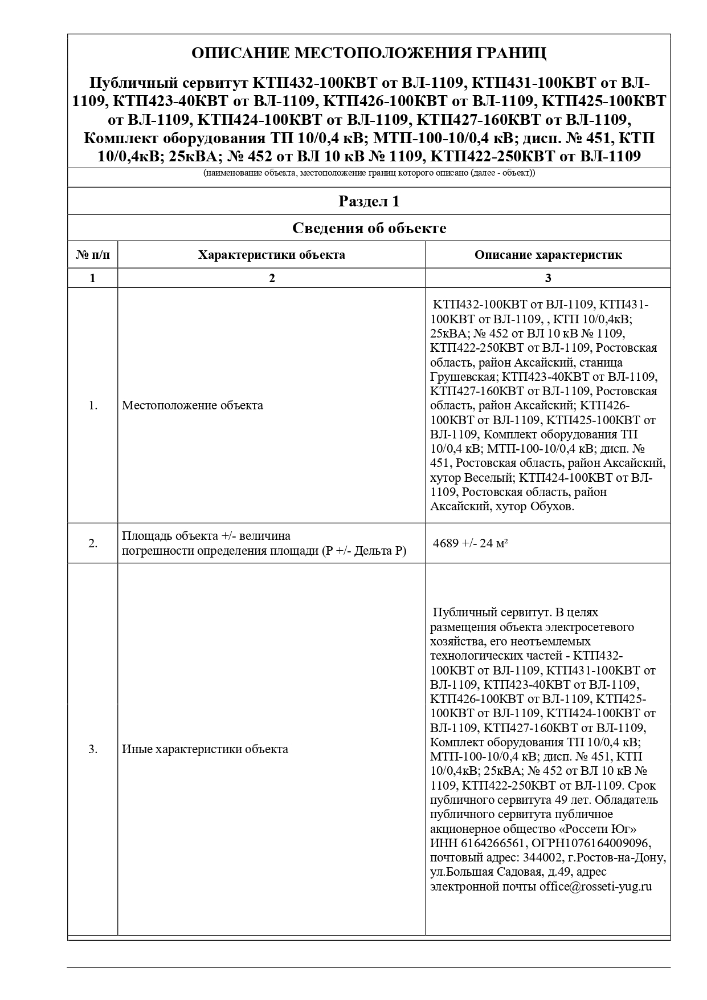 ОПИСАНИЕ МЕСТОПОЛОЖЕНИЯ ГРАНИЦ
Публичный сервитут КТП432-100КВТ от ВЛ-1109, КТП431-100КВТ от ВЛ-
1109, КТП423-40КВТ от ВЛ-1109, КТП426-100КВТ от ВЛ-1109, КТП425-100КВТ
от ВЛ-1109, КТП424-100КВТ от ВЛ-1109, КТП427-160КВТ от ВЛ-1109,
Комплект оборудования ТП 10/0,4 кВ; МТП-100-10/0,4 кВ; дисп. № 451, КТП
10/0,4кВ; 25кВА; № 452 от ВЛ 10 кВ № 1109, КТП422-250КВТ от ВЛ-1109
(наименование объекта, местоположение границ которого описано (далее - объект))
Раздел 1
Сведения об объекте
№ п/п Характеристики объекта Описание характеристик
1 2 3
1. Местоположение объекта
КТП432-100КВТ от ВЛ-1109, КТП431-
100КВТ от ВЛ-1109, , КТП 10/0,4кВ;
25кВА; № 452 от ВЛ 10 кВ № 1109,
КТП422-250КВТ от ВЛ-1109, Ростовская
область, район Аксайский, станица
Грушевская; КТП423-40КВТ от ВЛ-1109,
КТП427-160КВТ от ВЛ-1109, Ростовская
область, район Аксайский; КТП426-
100КВТ от ВЛ-1109, КТП425-100КВТ от
ВЛ-1109, Комплект оборудования ТП
10/0,4 кВ; МТП-100-10/0,4 кВ; дисп. №
451, Ростовская область, район Аксайский,
хутор Веселый; КТП424-100КВТ от ВЛ-
1109, Ростовская область, район
Аксайский, хутор Обухов.
2. Площадь объекта +/- величина
погрешности определения площади (Р +/- Дельта Р)
4689 +/- 24 м²
3. Иные характеристики объекта
Публичный сервитут. В целях
размещения объекта электросетевого
хозяйства, его неотъемлемых
технологических частей - КТП432-
100КВТ от ВЛ-1109, КТП431-100КВТ от
ВЛ-1109, КТП423-40КВТ от ВЛ-1109,
КТП426-100КВТ от ВЛ-1109, КТП425-
100КВТ от ВЛ-1109, КТП424-100КВТ от
ВЛ-1109, КТП427-160КВТ от ВЛ-1109,
Комплект оборудования ТП 10/0,4 кВ;
МТП-100-10/0,4 кВ; дисп. № 451, КТП
10/0,4кВ; 25кВА; № 452 от ВЛ 10 кВ №
1109, КТП422-250КВТ от ВЛ-1109. Срок
публичного сервитута 49 лет. Обладатель
публичного сервитута публичное
акционерное общество «Россети Юг»
ИНН 6164266561, ОГРН1076164009096,
почтовый адрес: 344002, г.Ростов-на-Дону,
ул.Большая Садовая, д.49, адрес
электронной почты office@rosseti-yug.ru